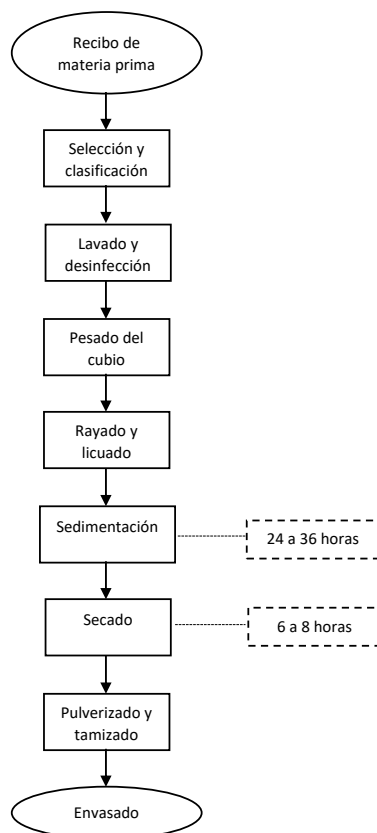 Recibo de
materia prima
Selección y
clasificación
Lavado y
desinfección
Pesado del
cubio
Rayado y
licuado
Sedimentación
24 a 36 horas
Secado
6 a 8 horas
Pulverizado y
tamizado
Envasado